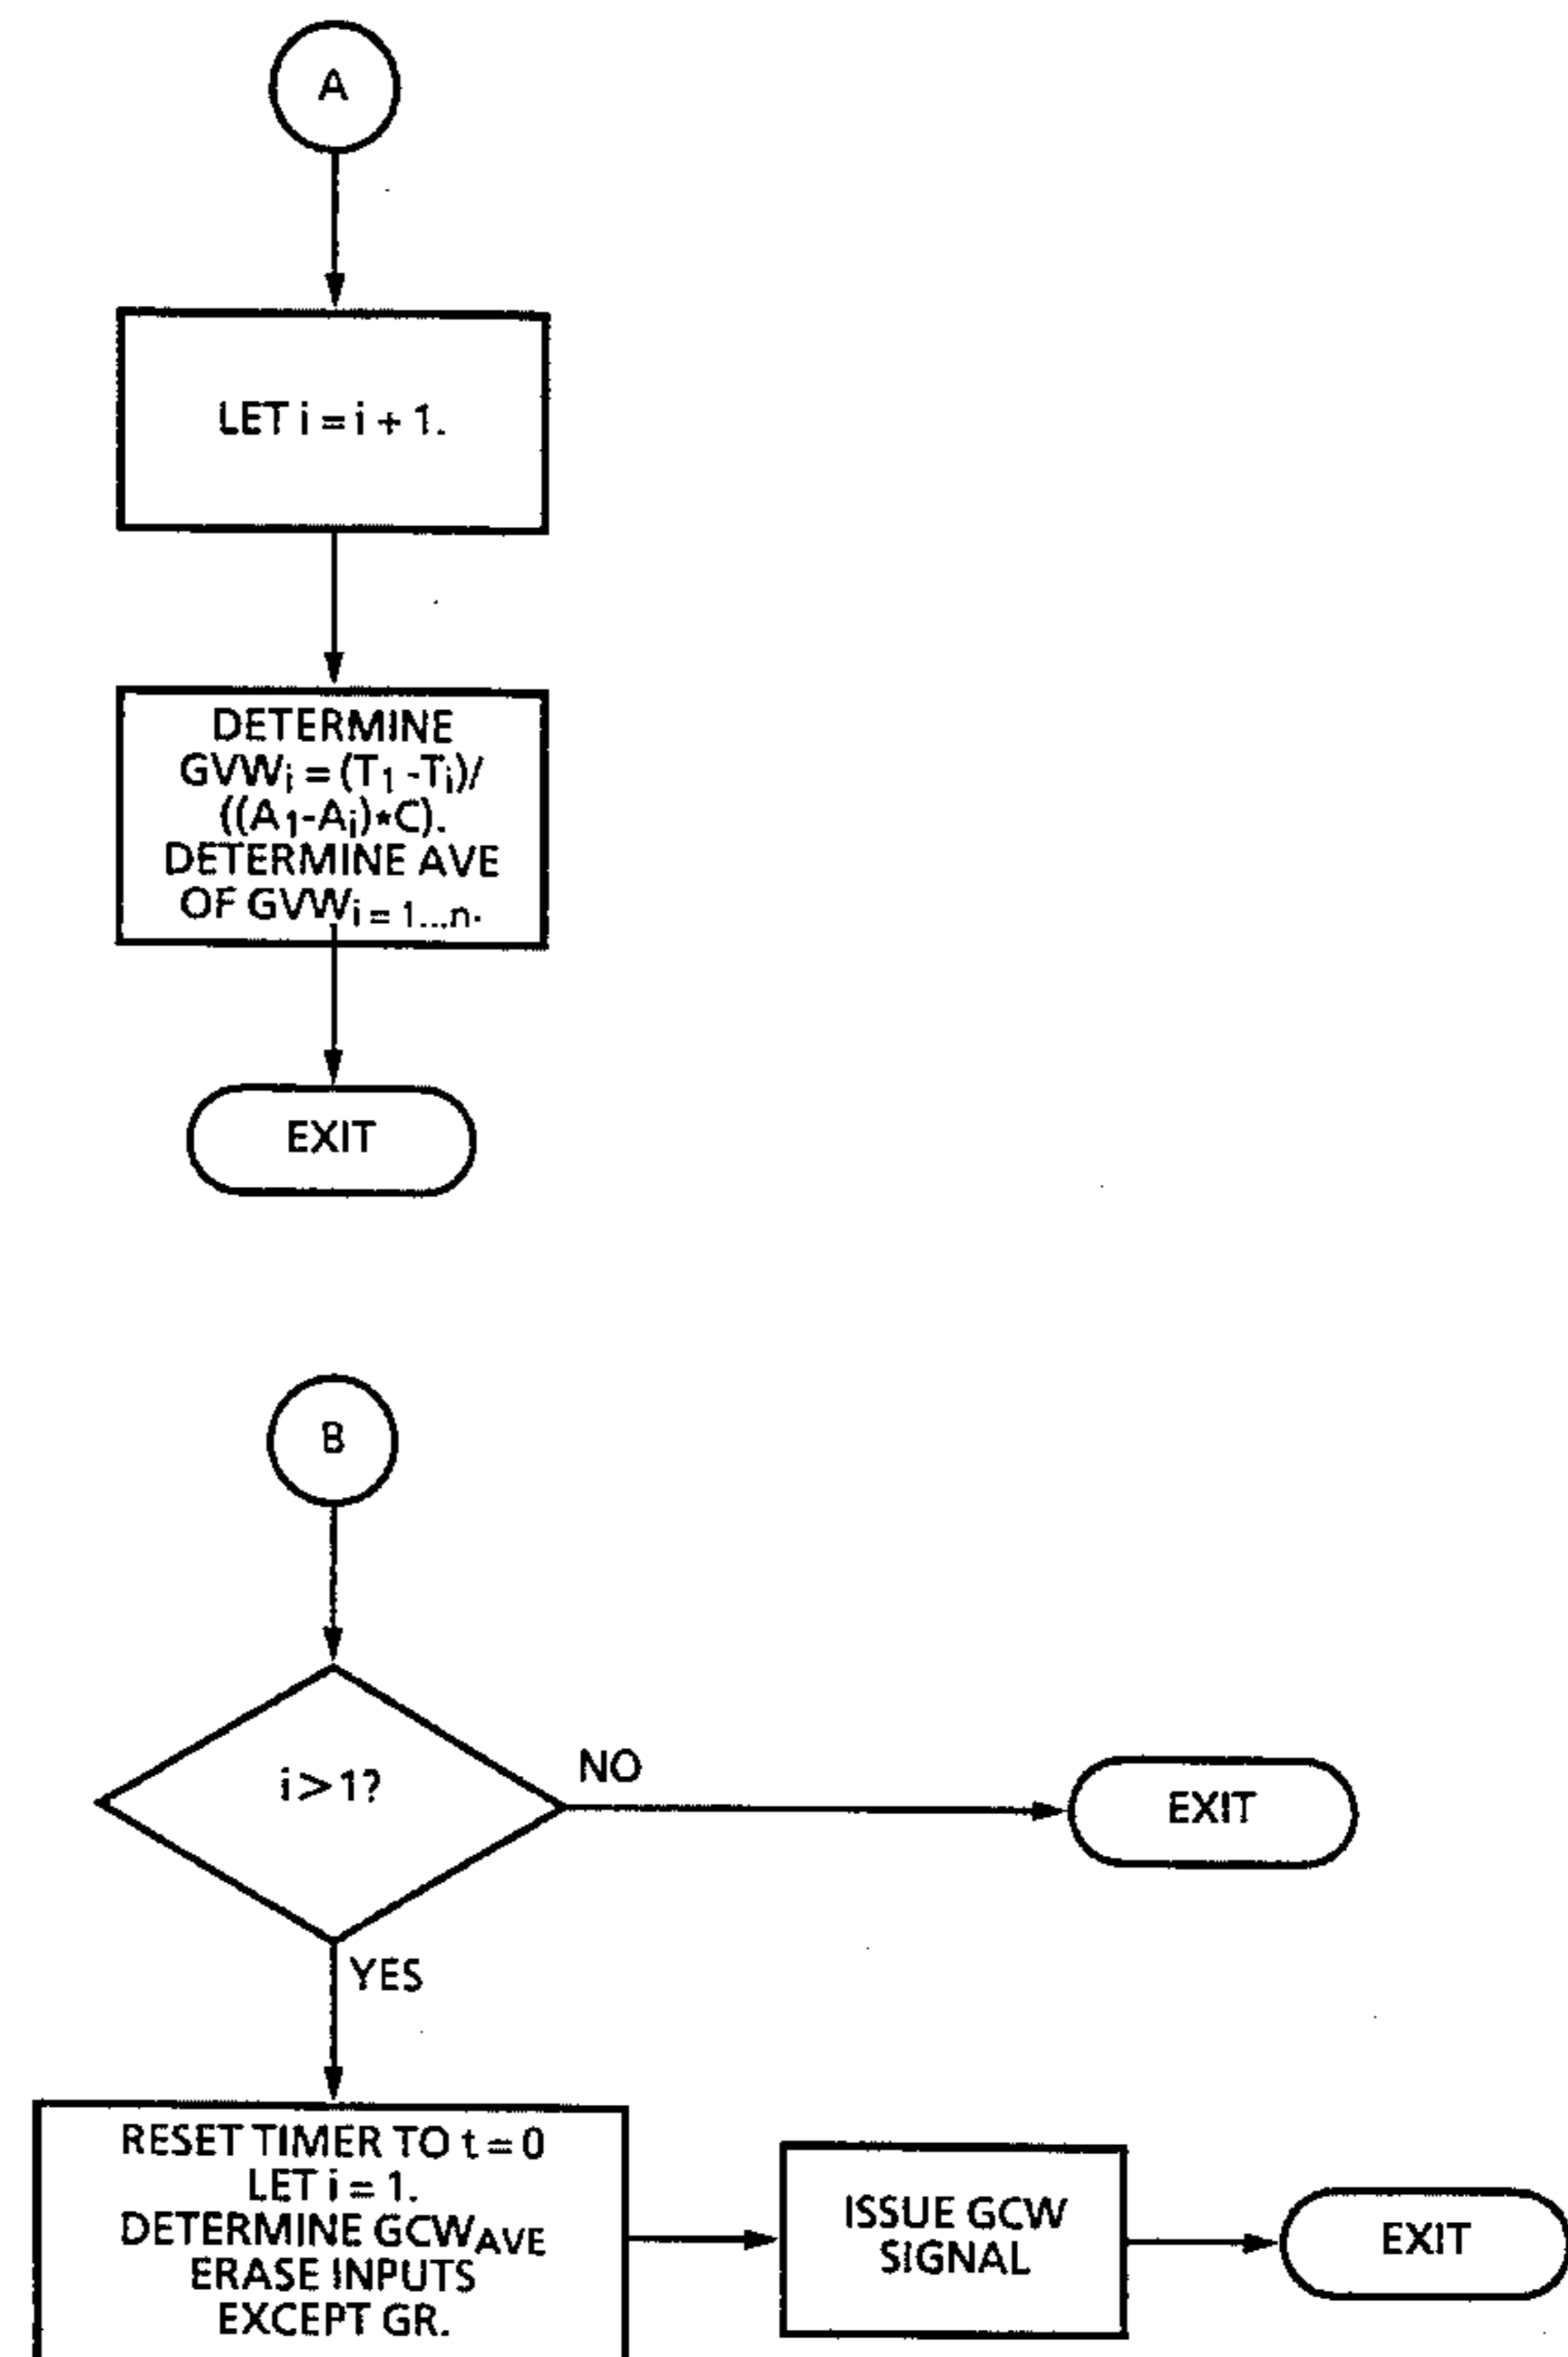 A
LET i = i + 1.
DETERMINE
GVWi = (T1 -Ti)/
((A1-Ai)*C).
DETERMINE AVE
OF GVWi = 1...n.
EXIT
B
i > 1?
NO
EXIT
YES
RESET TIMER TO t = 0
LET i = 1.
DETERMINE GCWAVE
ERASE INPUTS
EXCEPT GR.
ISSUE GCW
SIGNAL
EXIT